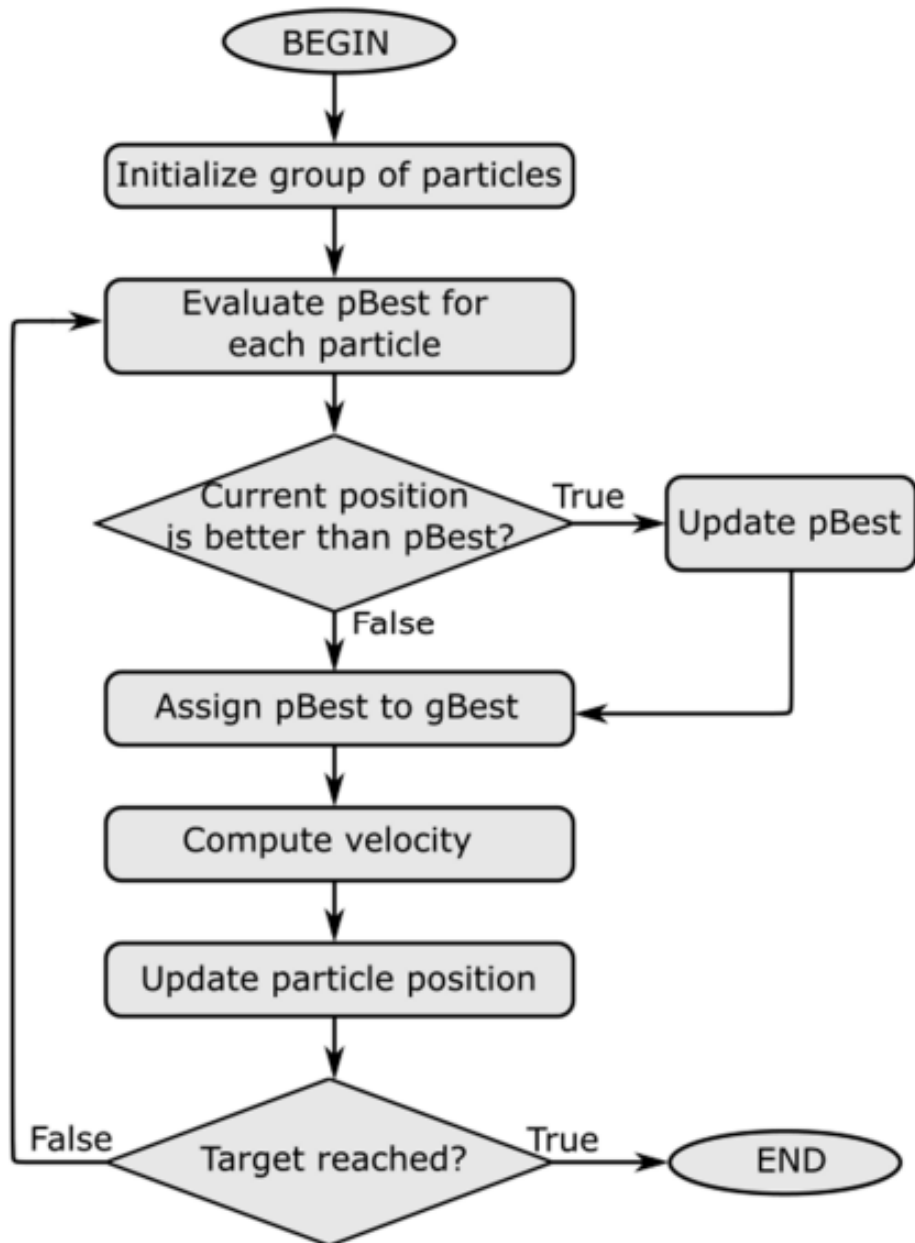 BEGIN
Initialize group of particles
Evaluate pBest for
each particle
Current position
is better than pBest?
True
Update pBest
False
Assign pBest to gBest
Compute velocity
Update particle position
False
Target reached?
True
END